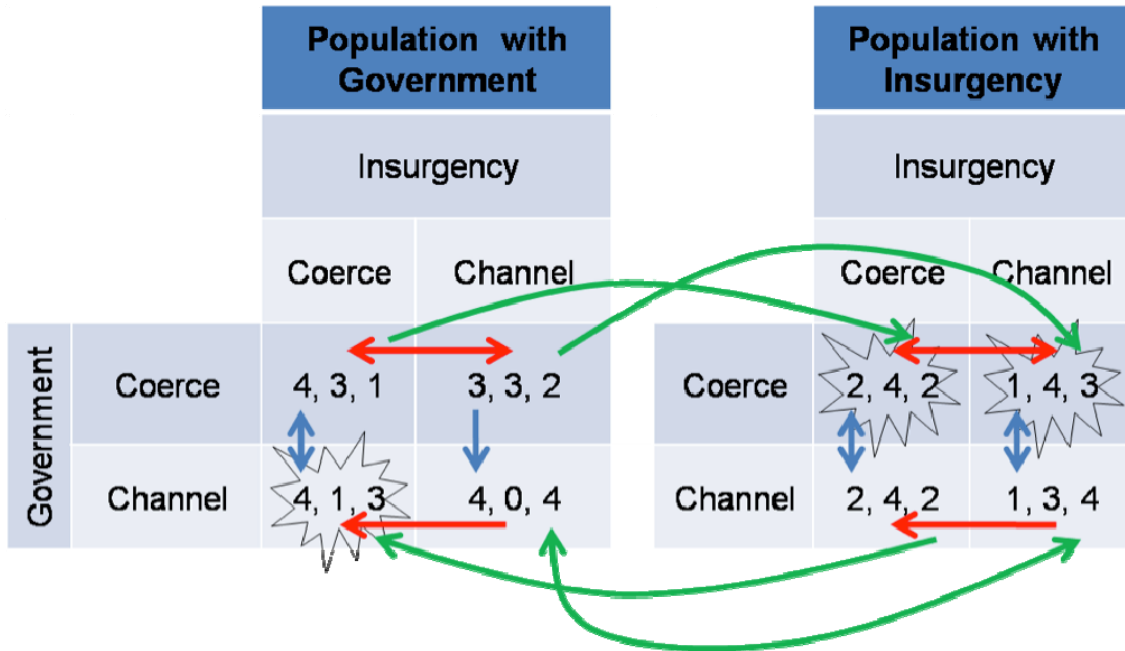 Population with
Government
Population with
Insurgency
Insurgency
Insurgency
Coerce
Channel
Coerce
Channel
Government
Coerce
4, 3, 1
3, 3, 2
Coerce
2, 4, 2
1, 4, 3
Channel
4, 1, 3
4, 0, 4
Channel
2, 4, 2
1, 3, 4